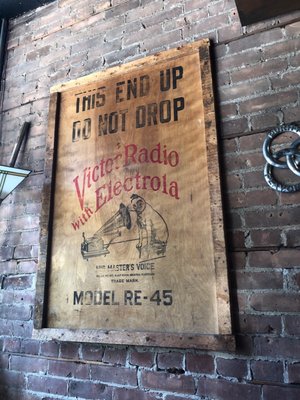 THIS END UP
DO NOT DROP
Victor Radio
with Electrola
HIS MASTER'S VOICE
TRADE MARK.
MODEL RE-45